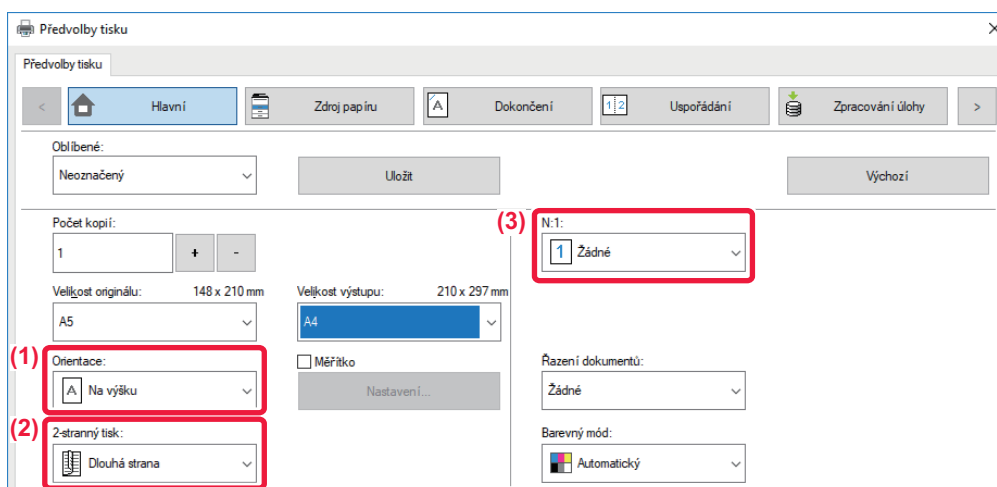 Předvolby tisku
Předvolby tisku
< Hlavní Zdroj papíru A Dokončení 1 2 Uspořádání Zpracování úlohy >
Oblíbené:
Neoznačený Uložit Výchozí
Počet kopií: (3) N:1:
1 + - 1 Žádné
Velikost originálu: 148 x 210 mm Velikost výstupu: 210 x 297 mm
A5 A4
(1) Orientace: Měřítko Řazení dokumentů:
A Na výšku Nastavení... Žádné
(2) 2-stranný tisk: Barevný mód:
Dlouhá strana Automatický